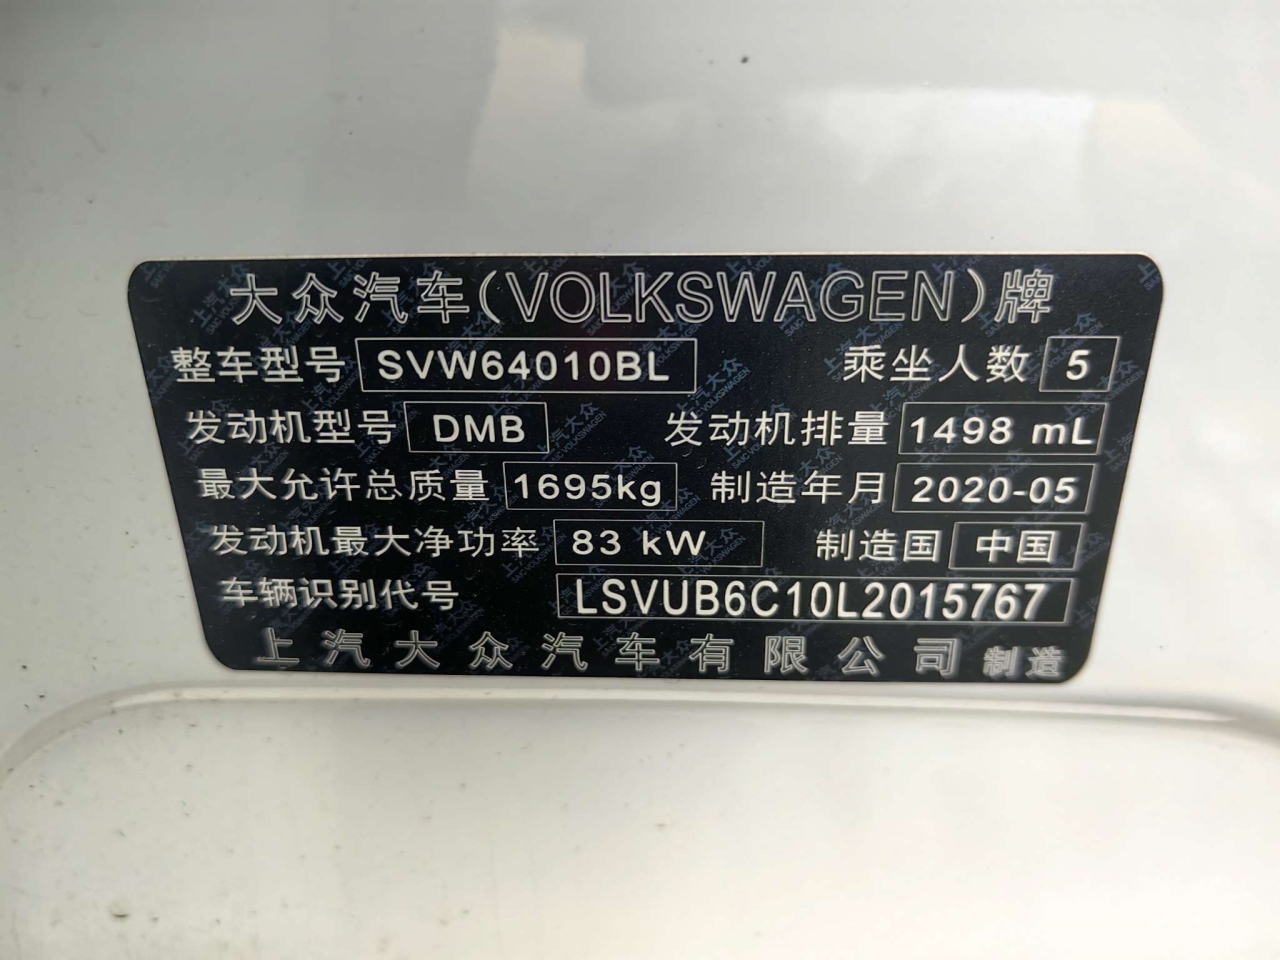 大众汽车(VOLKSWAGEN)牌
整车型号 SVW64010BL 乘坐人数 5
发动机型号 DMB 发动机排量 1498 mL
最大允许总质量 1695kg 制造年月 2020-05
发动机最大净功率 83 kW 制造国 中国
车辆识别代号 LSVUB6C10L2015767
上汽大众汽车有限公司 制造